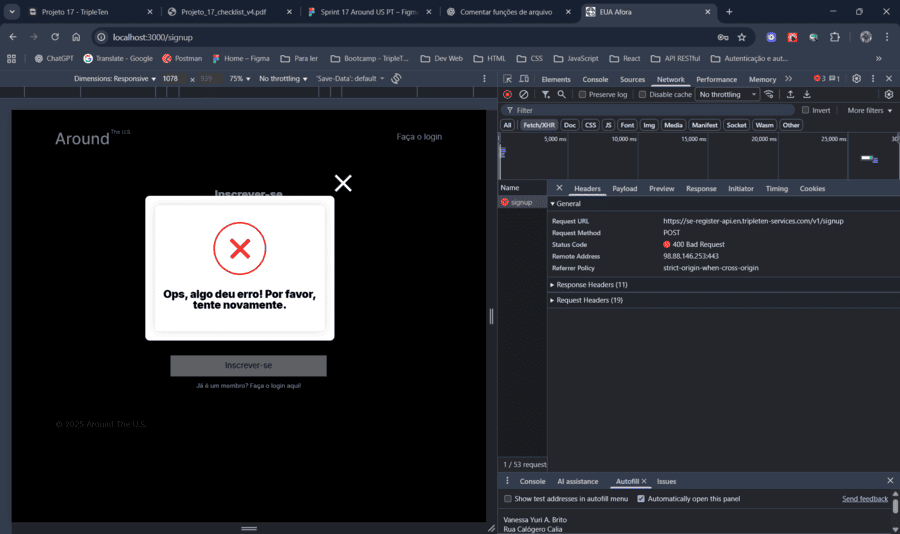 Projeto 17 - TripleTen
Projeto_17_checklist_v4.pdf
Sprint 17 Around US PT – Figm
Comentar funções de arquivo
EUA Afora
localhost:3000/signup
ChatGPT
Translate - Google
Postman
Home – Figma
Para ler
Bootcamp - TripleT...
Dev Web
HTML
CSS
JavaScript
React
API RESTful
Autenticação e aut...
Dimensions: Responsive
1078
x
939
75%
No throttling
'Save-Data': default
Elements
Console
Sources
Network
Performance
Memory
3
1
Preserve log
Disable cache
No throttling
Filter
Invert
More filters
All
Fetch/XHR
Doc
CSS
JS
Font
Img
Media
Manifest
Socket
Wasm
Other
5,000 ms
10,000 ms
15,000 ms
20,000 ms
25,000 ms
30
Around The U.S.
Faça o login
Inscrever-se
Ops, algo deu erro! Por favor,
tente novamente.
Inscrever-se
Já é um membro? Faça o login aqui!
© 2025 Around The U.S.
Name
signup
1 / 53 request
Headers
Payload
Preview
Response
Initiator
Timing
Cookies
General
Request URL
https://se-register-api.en.tripleten-services.com/v1/signup
Request Method
POST
Status Code
400 Bad Request
Remote Address
98.88.146.253:443
Referrer Policy
strict-origin-when-cross-origin
Response Headers (11)
Request Headers (19)
Console
AI assistance
Autofill
Issues
Show test addresses in autofill menu
Automatically open this panel
Send feedback
Vanessa Yuri A. Brito
Rua Calógero Calia